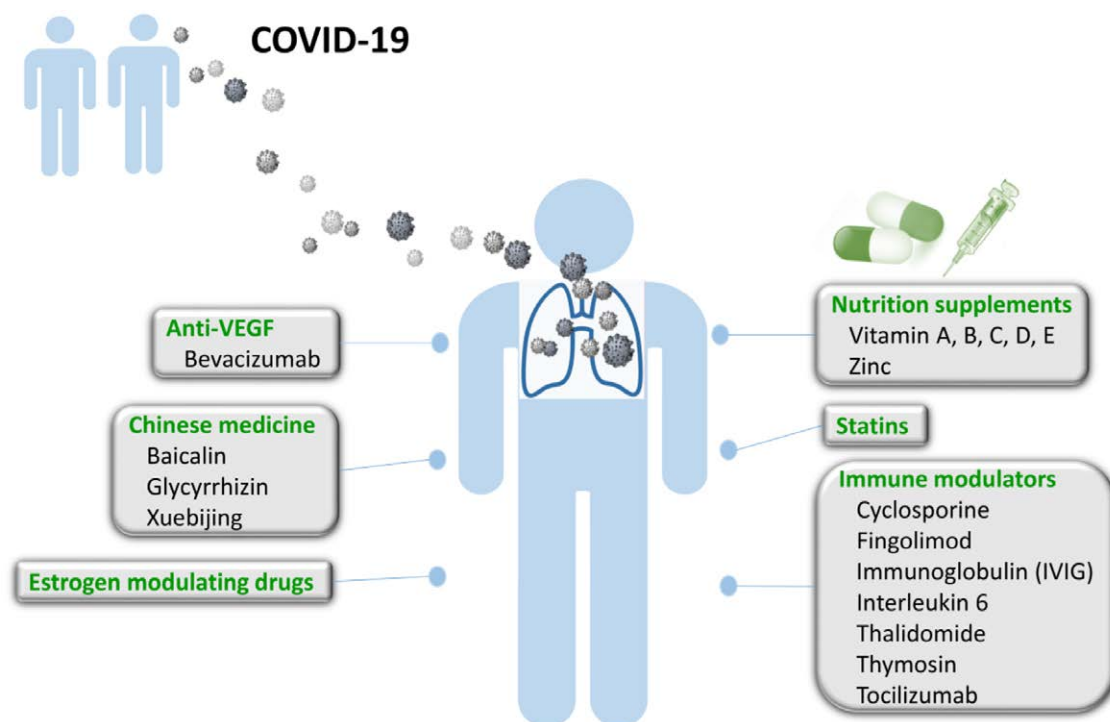 COVID-19
Anti-VEGF
Bevacizumab
Chinese medicine
Baicalin
Glycyrrhizin
Xuebijing
Estrogen modulating drugs
Nutrition supplements
Vitamin A, B, C, D, E
Zinc
Statins
Immune modulators
Cyclosporine
Fingolimod
Immunoglobulin (IVIG)
Interleukin 6
Thalidomide
Thymosin
Tocilizumab